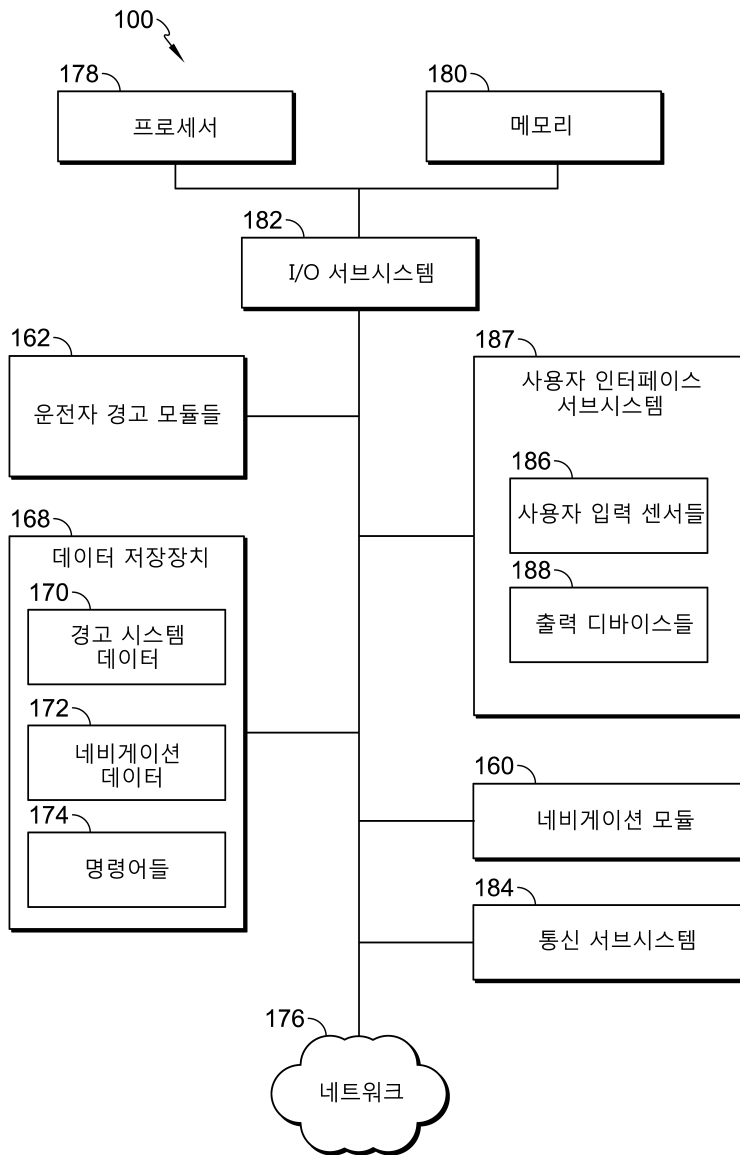 100
178
프로세서
180
메모리
182
I/O 서브시스템
162
운전자 경고 모듈들
187
사용자 인터페이스
서브시스템
186
사용자 입력 센서들
188
출력 디바이스들
168
데이터 저장장치
170
경고 시스템
데이터
172
네비게이션
데이터
174
명령어들
160
네비게이션 모듈
184
통신 서브시스템
176
네트워크